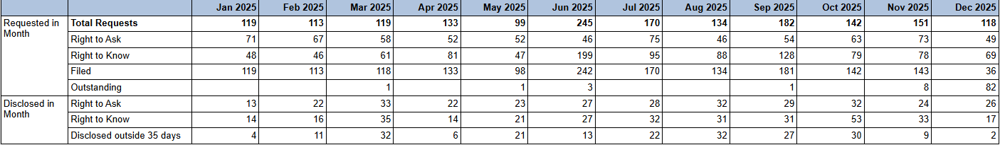 Jan 2025 Feb 2025 Mar 2025 Apr 2025 May 2025 Jun 2025 Jul 2025 Aug 2025 Sep 2025 Oct 2025 Nov 2025 Dec 2025
Requested in Month Total Requests 119 113 119 133 99 245 170 134 182 142 151 118
Right to Ask 71 67 58 52 52 46 75 46 54 63 73 49
Right to Know 48 46 61 81 47 199 95 88 128 79 78 69
Filed 119 113 118 133 98 242 170 134 181 142 143 36
Outstanding 1 1 3 1 8 82
Disclosed in Month Right to Ask 13 22 33 22 23 27 28 32 29 32 24 26
Right to Know 14 16 35 14 21 27 32 31 31 53 33 17
Disclosed outside 35 days 4 11 32 6 21 13 22 32 27 30 9 2